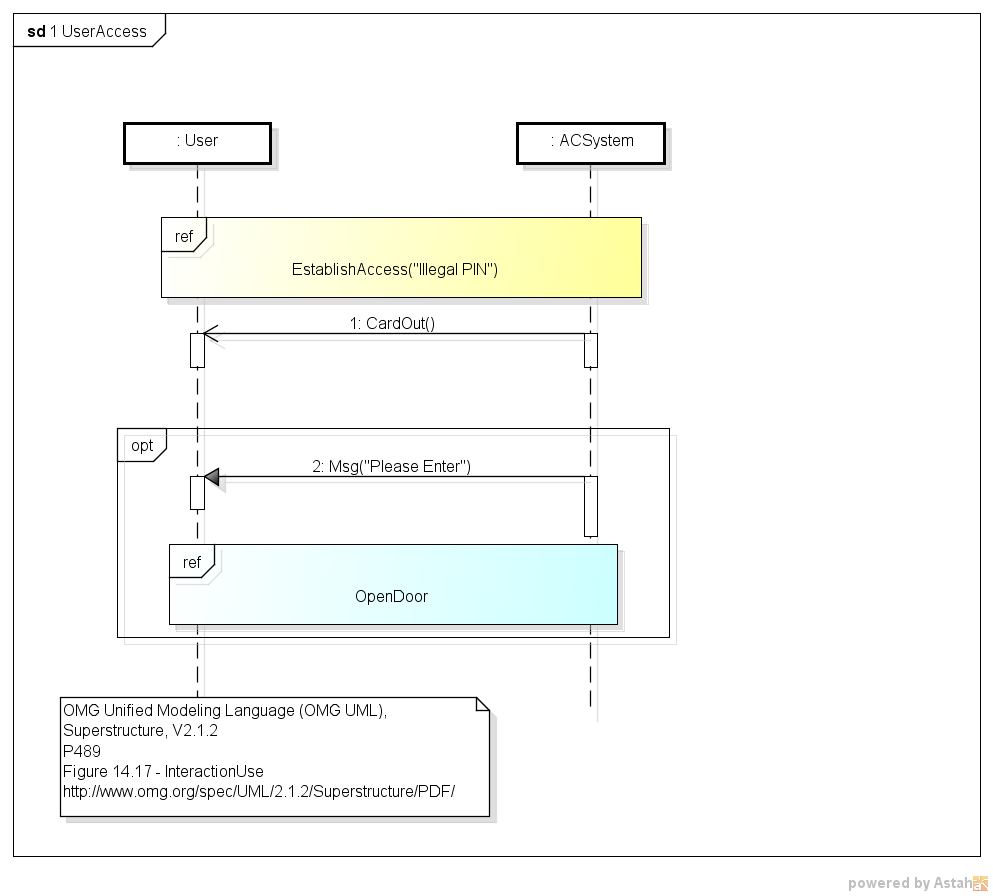 sd 1 UserAccess
: User
: ACSystem
ref
EstablishAccess("Illegal PIN")
1: CardOut()
opt
2: Msg("Please Enter")
ref
OpenDoor
OMG Unified Modeling Language (OMG UML),
Superstructure, V2.1.2
P489
Figure 14.17 - InteractionUse
http://www.omg.org/spec/UML/2.1.2/Superstructure/PDF/
powered by Astah